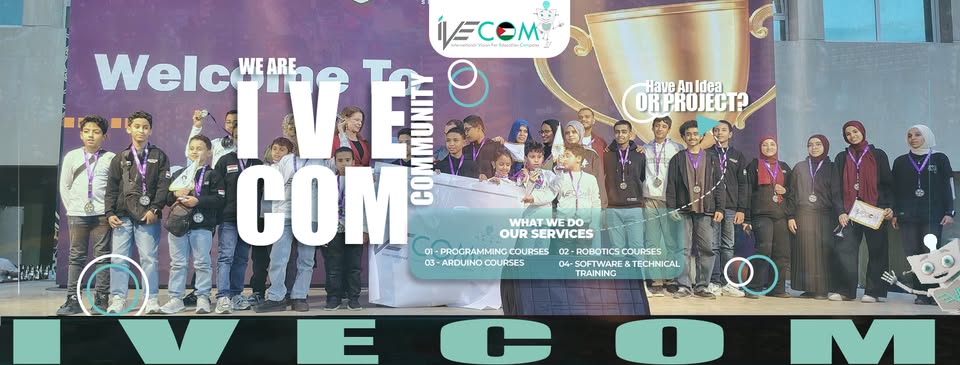 iVECOM
International Vision For Education Compains
Welcome To
WE ARE
iVE
COM
COMMUNITY
Have An Idea
OR PROJECT?
WHAT WE DO
OUR SERVICES
01 - PROGRAMMING COURSES
02 - ROBOTICS COURSES
03 - ARDUINO COURSES
04- SOFTWARE & TECHNICAL
TRAINING
IVECOM